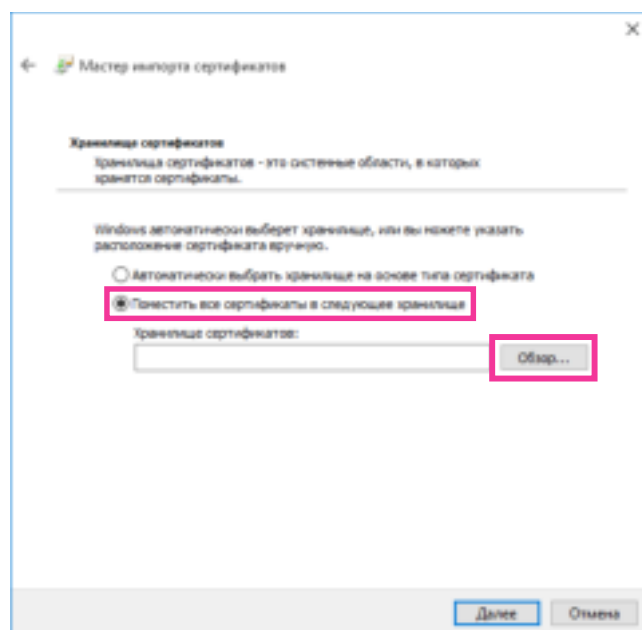 Мастер импорта сертификатов
Хранилище сертификатов
Хранилища сертификатов - это системные области, в которых
хранятся сертификаты.
Windows автоматически выберет хранилище, или вы можете указать
расположение сертификата вручную.
Автоматически выбрать хранилище на основе типа сертификата
Поместить все сертификаты в следующее хранилище
Хранилище сертификатов:
Обзор...
Далее
Отмена